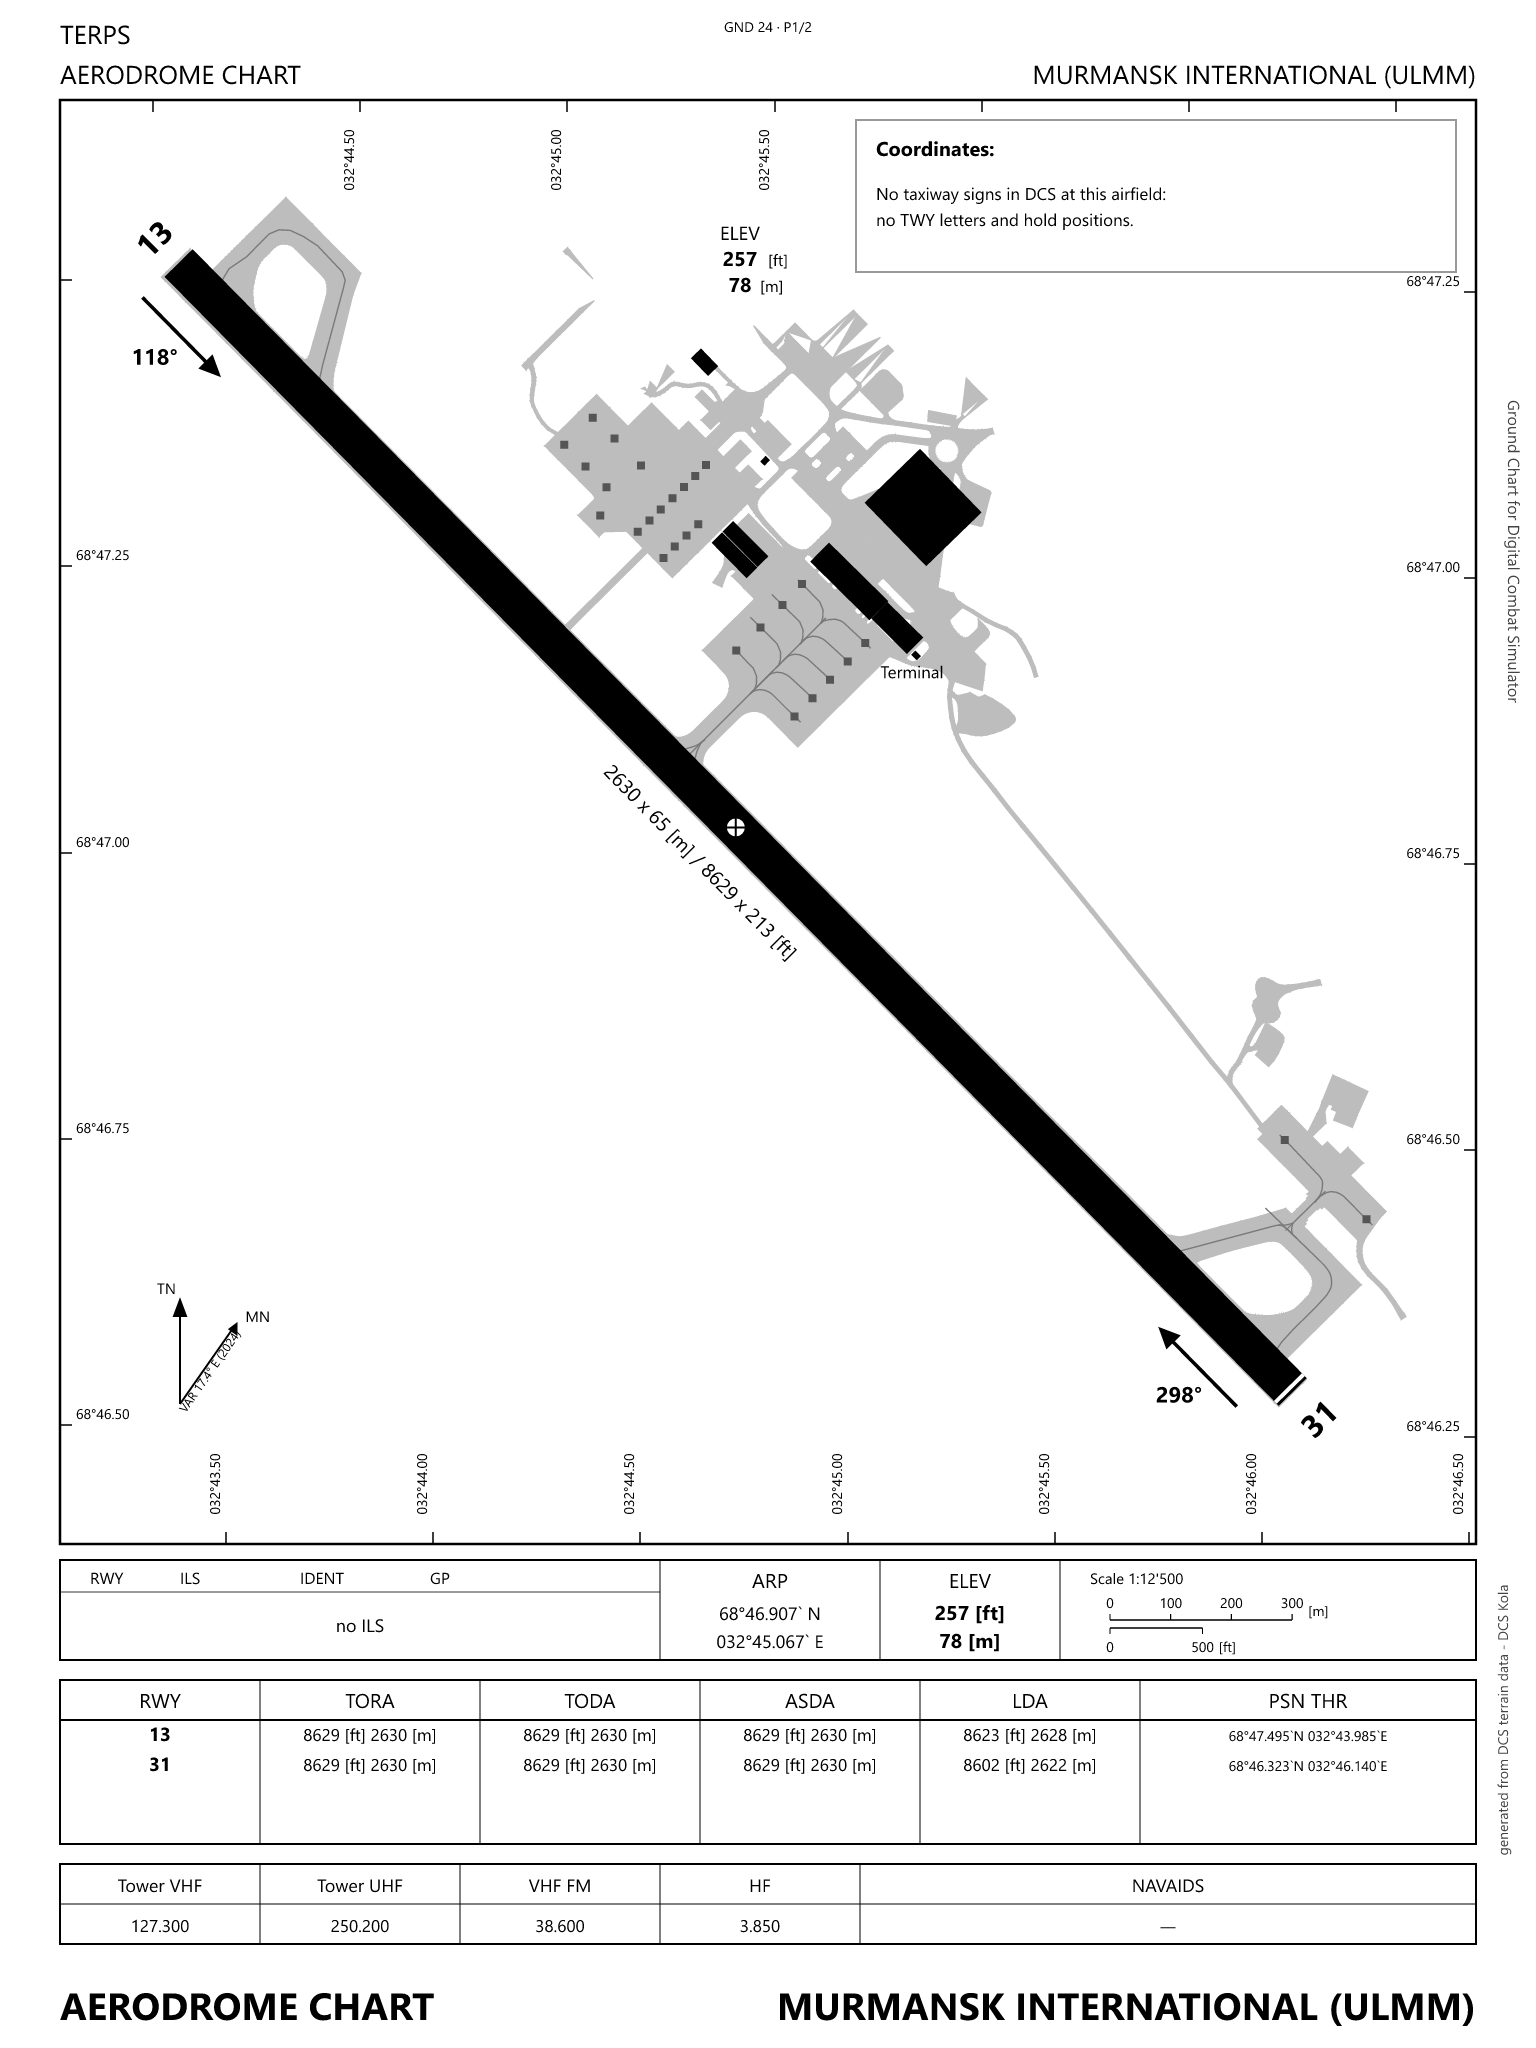 GND 24 · P1/2
TERPS
AERODROME CHART
MURMANSK INTERNATIONAL (ULMM)
032°44.50
032°45.00
032°45.50
Coordinates:
No taxiway signs in DCS at this airfield:
no TWY letters and hold positions.
13
118°
ELEV
257 [ft]
78 [m]
68°47.25
68°47.25
68°47.00
Terminal
2630 x 65 [m] / 8629 x 213 [ft]
68°47.00
68°46.75
68°46.75
68°46.50
TN
MN
VAR 17.4° E (2024)
298°
31
68°46.50
68°46.25
032°43.50
032°44.00
032°44.50
032°45.00
032°45.50
032°46.00
032°46.50
Ground Chart for Digital Combat Simulator
RWY ILS IDENT GP
no ILS
ARP
68°46.907` N
032°45.067` E
ELEV
257 [ft]
78 [m]
Scale 1:12'500
0 100 200 300 [m]
0 500 [ft]
RWY TORA TODA ASDA LDA PSN THR
13 8629 [ft] 2630 [m] 8629 [ft] 2630 [m] 8629 [ft] 2630 [m] 8623 [ft] 2628 [m] 68°47.495`N 032°43.985`E
31 8629 [ft] 2630 [m] 8629 [ft] 2630 [m] 8629 [ft] 2630 [m] 8602 [ft] 2622 [m] 68°46.323`N 032°46.140`E
generated from DCS terrain data - DCS Kola
Tower VHF Tower UHF VHF FM HF NAVAIDS
127.300 250.200 38.600 3.850 —
AERODROME CHART
MURMANSK INTERNATIONAL (ULMM)